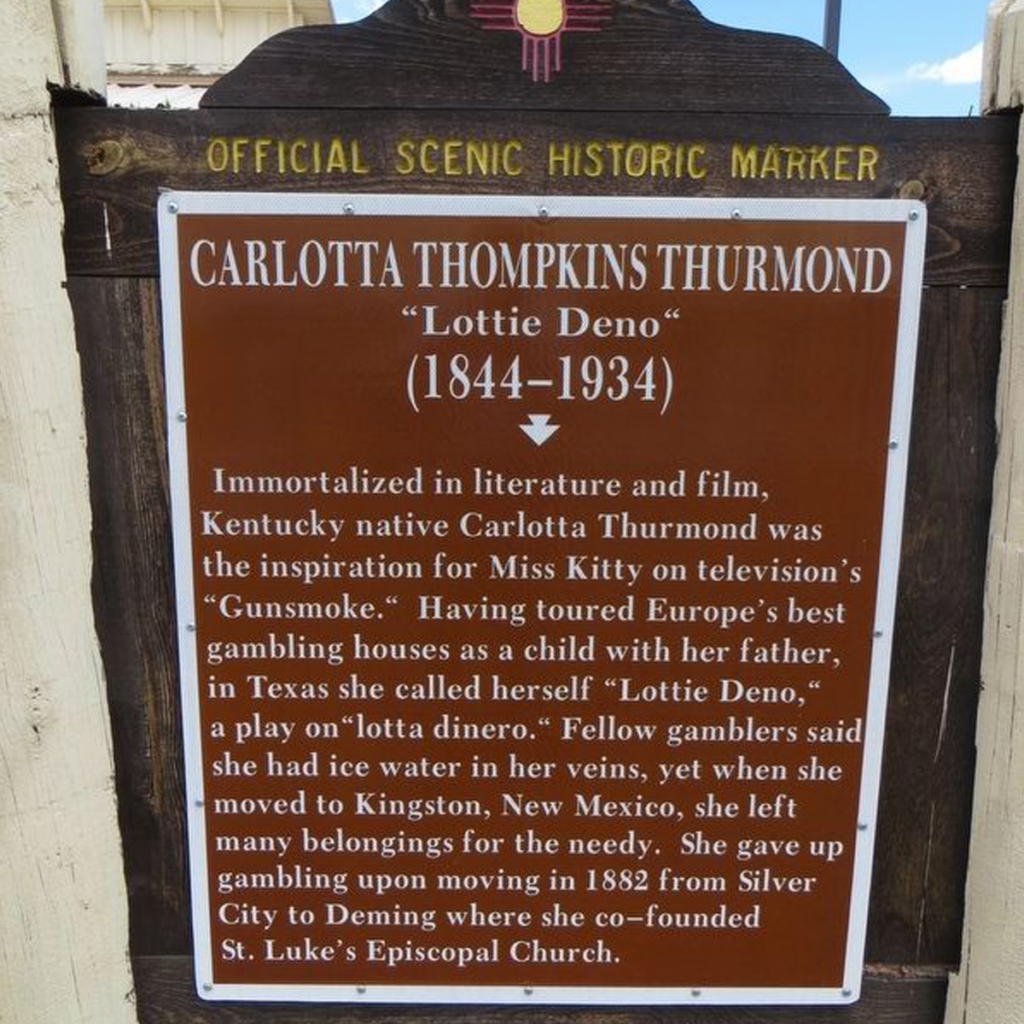 OFFICIAL SCENIC HISTORIC MARKER
CARLOTTA THOMPKINS THURMOND
“Lottie Deno“
(1844–1934)
Immortalized in literature and film,
Kentucky native Carlotta Thurmond was
the inspiration for Miss Kitty on television's
“Gunsmoke.“ Having toured Europe's best
gambling houses as a child with her father,
in Texas she called herself “Lottie Deno,“
a play on“lotta dinero.“ Fellow gamblers said
she had ice water in her veins, yet when she
moved to Kingston, New Mexico, she left
many belongings for the needy. She gave up
gambling upon moving in 1882 from Silver
City to Deming where she co–founded
St. Luke's Episcopal Church.